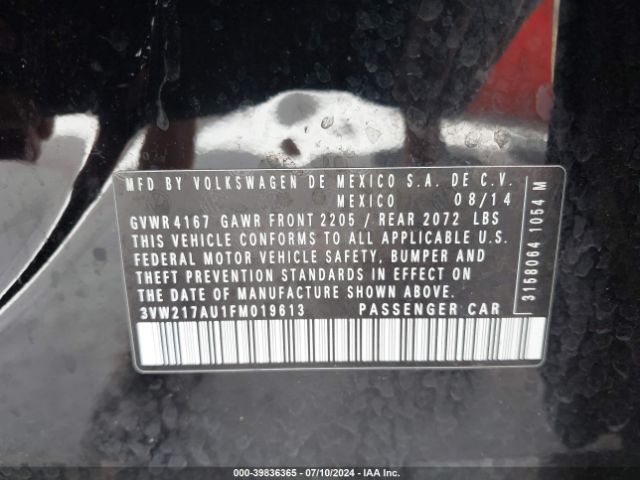 MFD BY VOLKSWAGEN DE MEXICO S.A. DE C.V.
MEXICO 08/14
GVWR 4167 GAWR FRONT 2205 / REAR 2072 LBS
THIS VEHICLE CONFORMS TO ALL APPLICABLE U.S.
FEDERAL MOTOR VEHICLE SAFETY, BUMPER AND
THEFT PREVENTION STANDARDS IN EFFECT ON
THE DATE OF MANUFACTURE SHOWN ABOVE.
3VW217AU1FM019613 PASSENGER CAR
3158064 1054 M
000-39836365 - 07/10/2024 - IAA Inc.